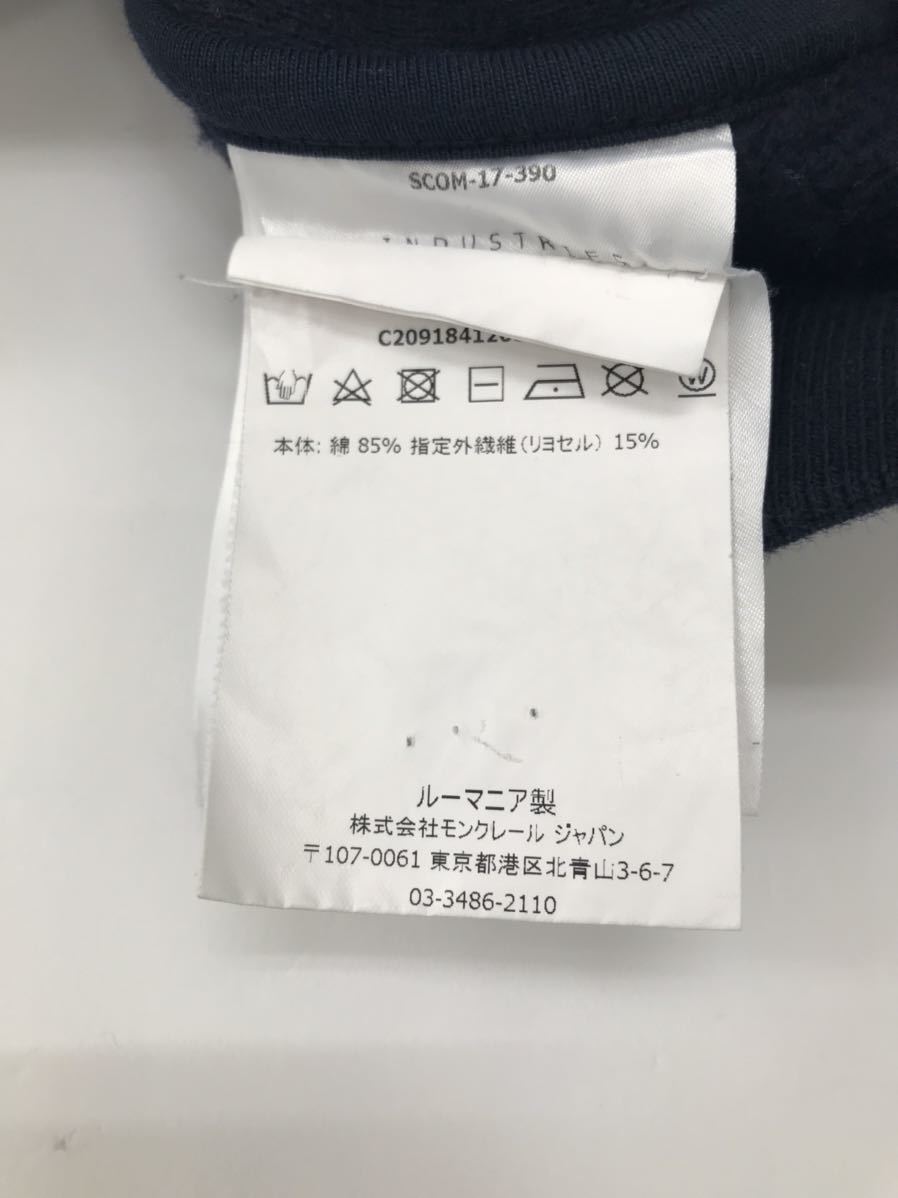 SCOM-17-390
INDUSTRIES
本体: 綿 85% 指定外繊維(リヨセル) 15%
ルーマニア製
株式会社モンクレール ジャパン
〒107-0061 東京都港区北青山3-6-7
03-3486-2110